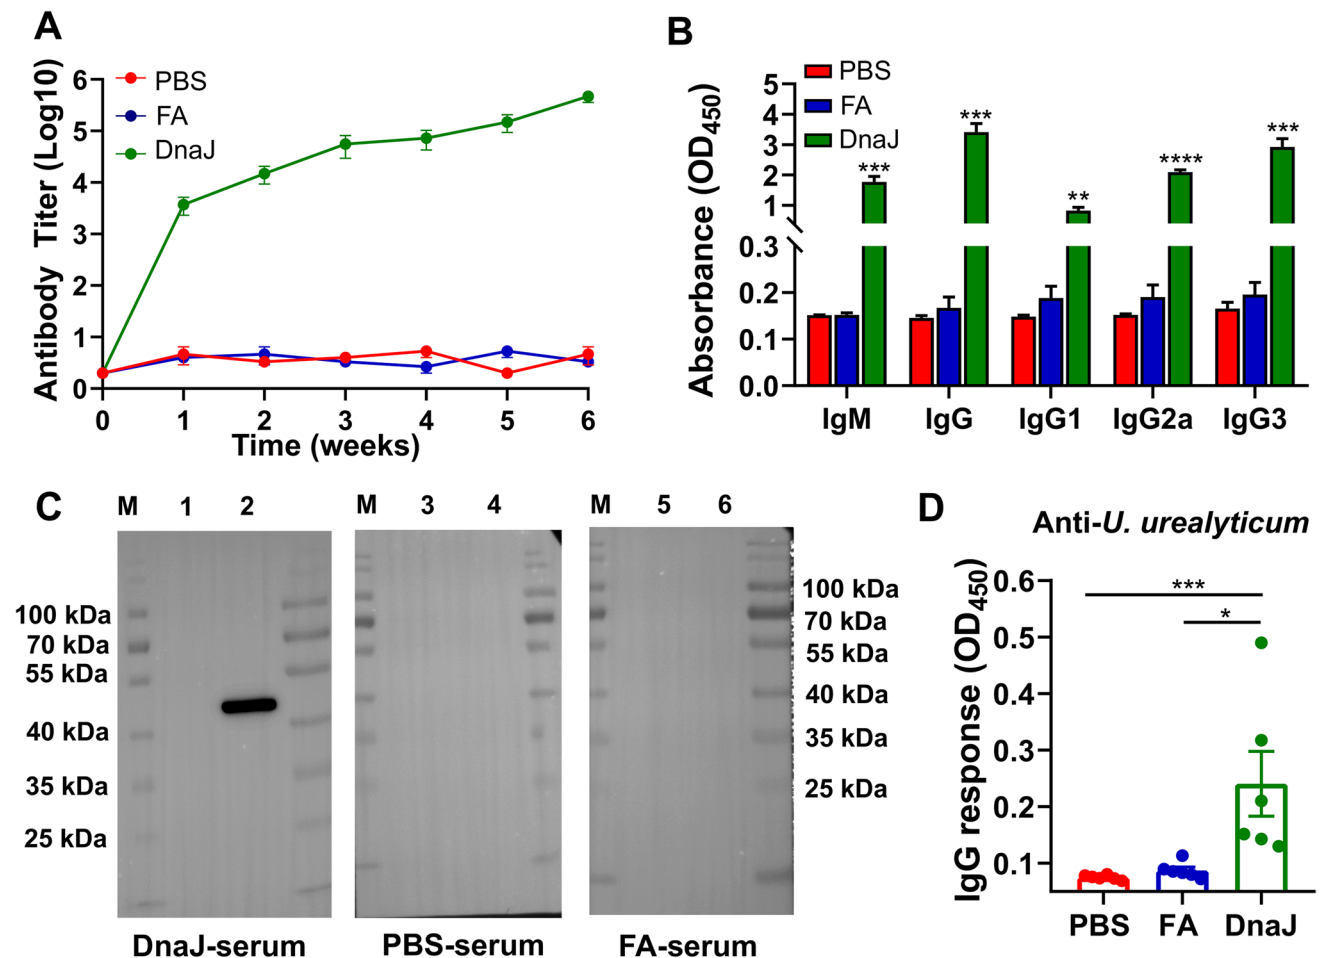 A
Antibody Titer (Log10)
6
5
4
3
2
1
0
PBS
FA
DnaJ
0 1 2 3 4 5 6
Time (weeks)
B
Absorbance (OD450)
5
4
3
2
1
0.3
0.2
0.1
0.0
PBS
FA
DnaJ
*** *** ** **** ***
IgM IgG IgG1 IgG2a IgG3
C
M 1 2 M 3 4 M 5 6
100 kDa
70 kDa
55 kDa
40 kDa
35 kDa
25 kDa
100 kDa
70 kDa
55 kDa
40 kDa
35 kDa
25 kDa
DnaJ-serum PBS-serum FA-serum
D
Anti-U. urealyticum
IgG response (OD450)
0.6
0.5
0.4
0.3
0.2
0.1
***
*
PBS FA DnaJ